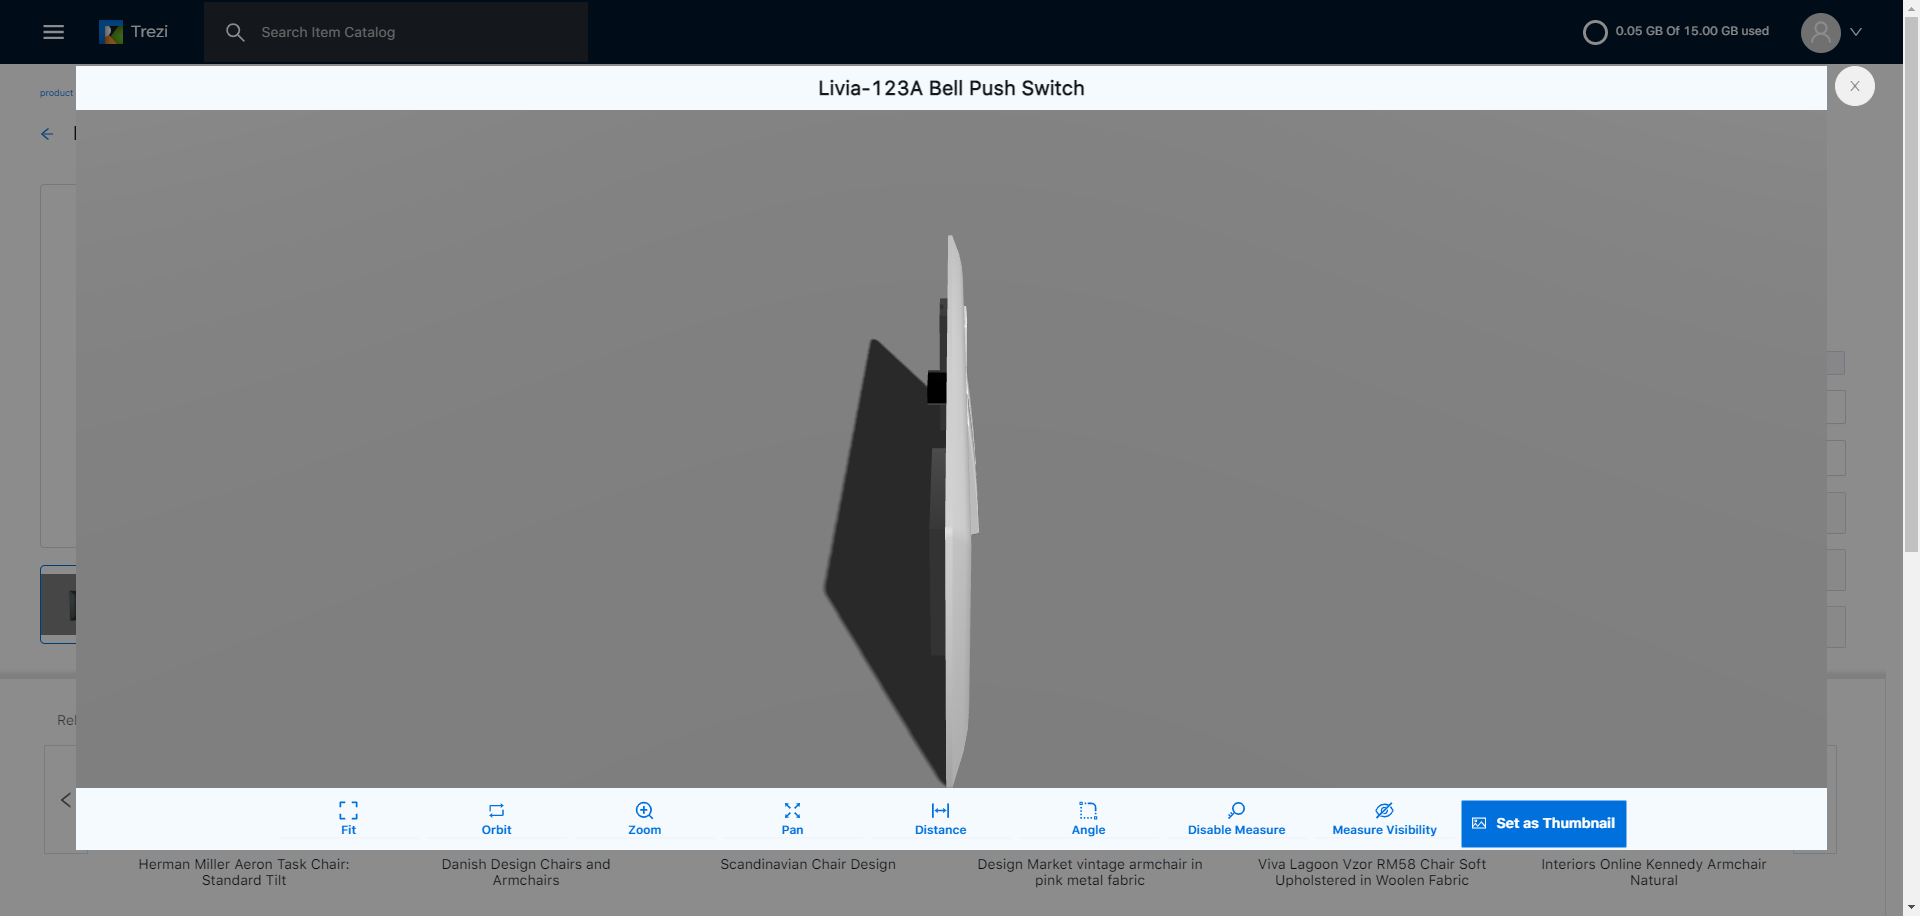 Trezi
Search Item Catalog
0.05 GB Of 15.00 GB used
Livia-123A Bell Push Switch
X
product
Rel
Fit
Orbit
Zoom
Pan
Distance
Angle
Disable Measure
Measure Visibility
Set as Thumbnail
Herman Miller Aeron Task Chair:
Standard Tilt
Danish Design Chairs and
Armchairs
Scandinavian Chair Design
Design Market vintage armchair in
pink metal fabric
Viva Lagoon Vzor RM58 Chair Soft
Upholstered in Woolen Fabric
Interiors Online Kennedy Armchair
Natural